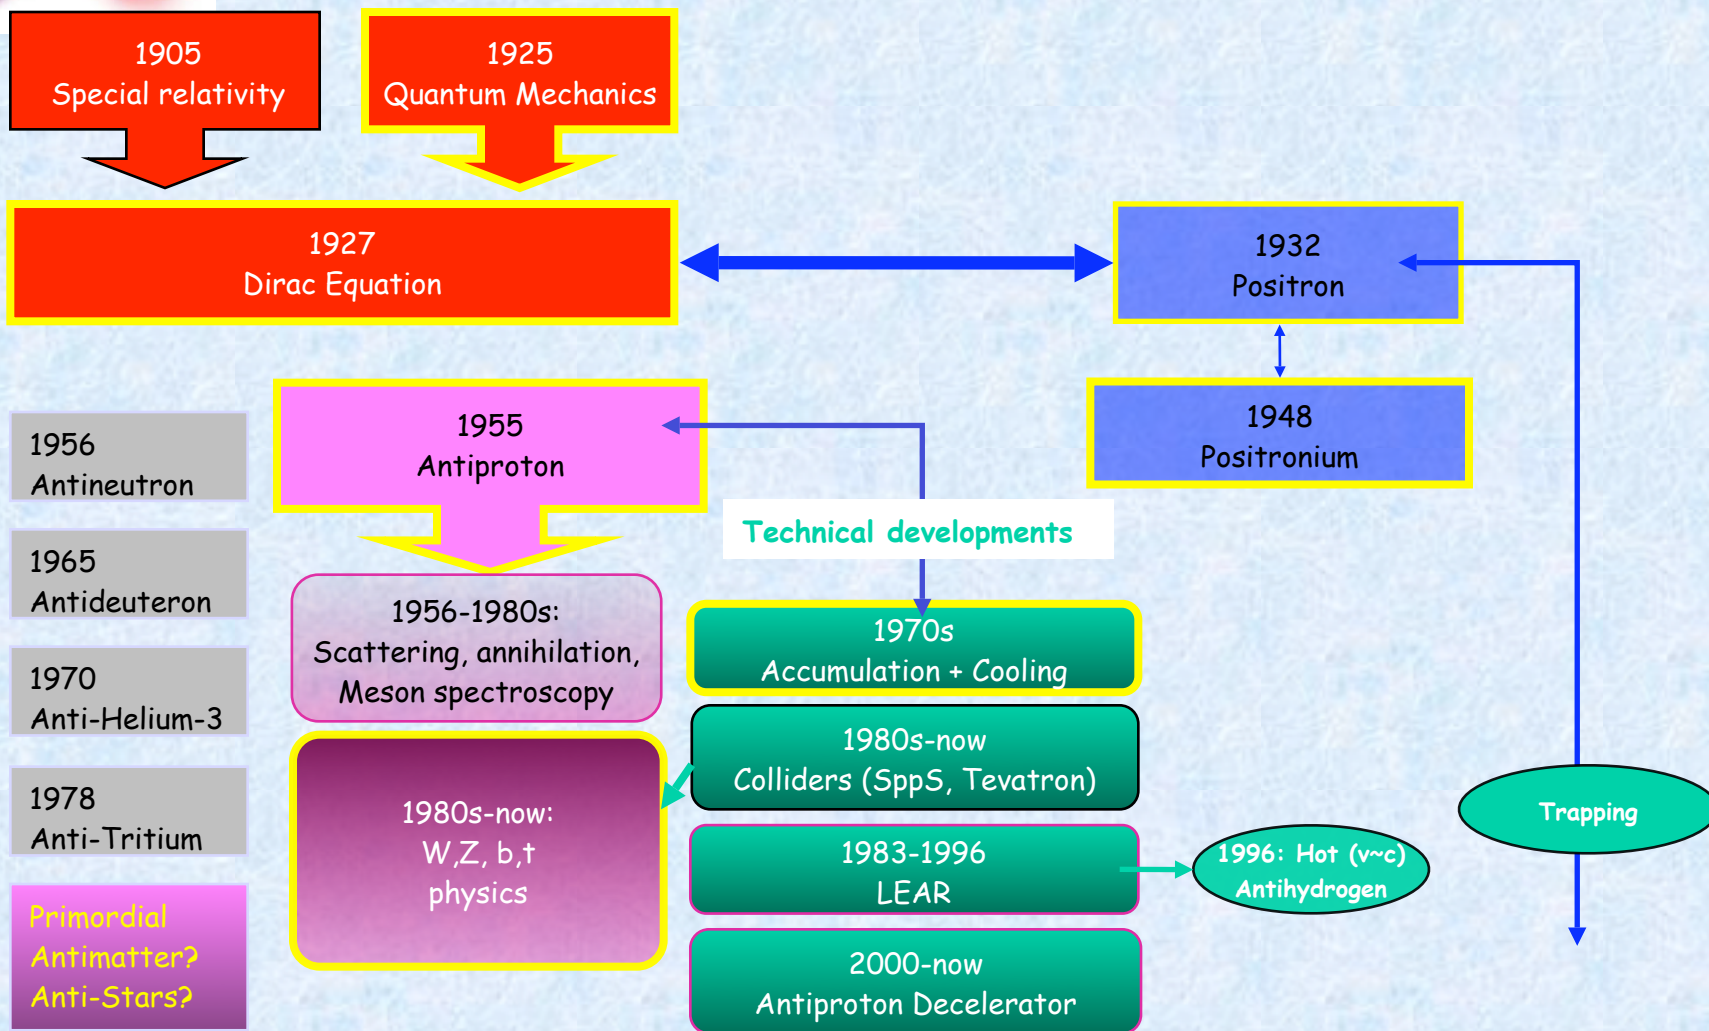 1905
Special relativity
1925
Quantum Mechanics
1927
Dirac Equation
1932
Positron
1948
Positronium
1955
Antiproton
1956
Antineutron
1965
Antideuteron
1970
Anti-Helium-3
1978
Anti-Tritium
Primordial
Antimatter?
Anti-Stars?
Technical developments
1956-1980s:
Scattering, annihilation,
Meson spectroscopy
1980s-now:
W,Z, b,t
physics
1970s
Accumulation + Cooling
1980s-now
Colliders (SppS, Tevatron)
1983-1996
LEAR
2000-now
Antiproton Decelerator
1996: Hot (v~c)
Antihydrogen
Trapping